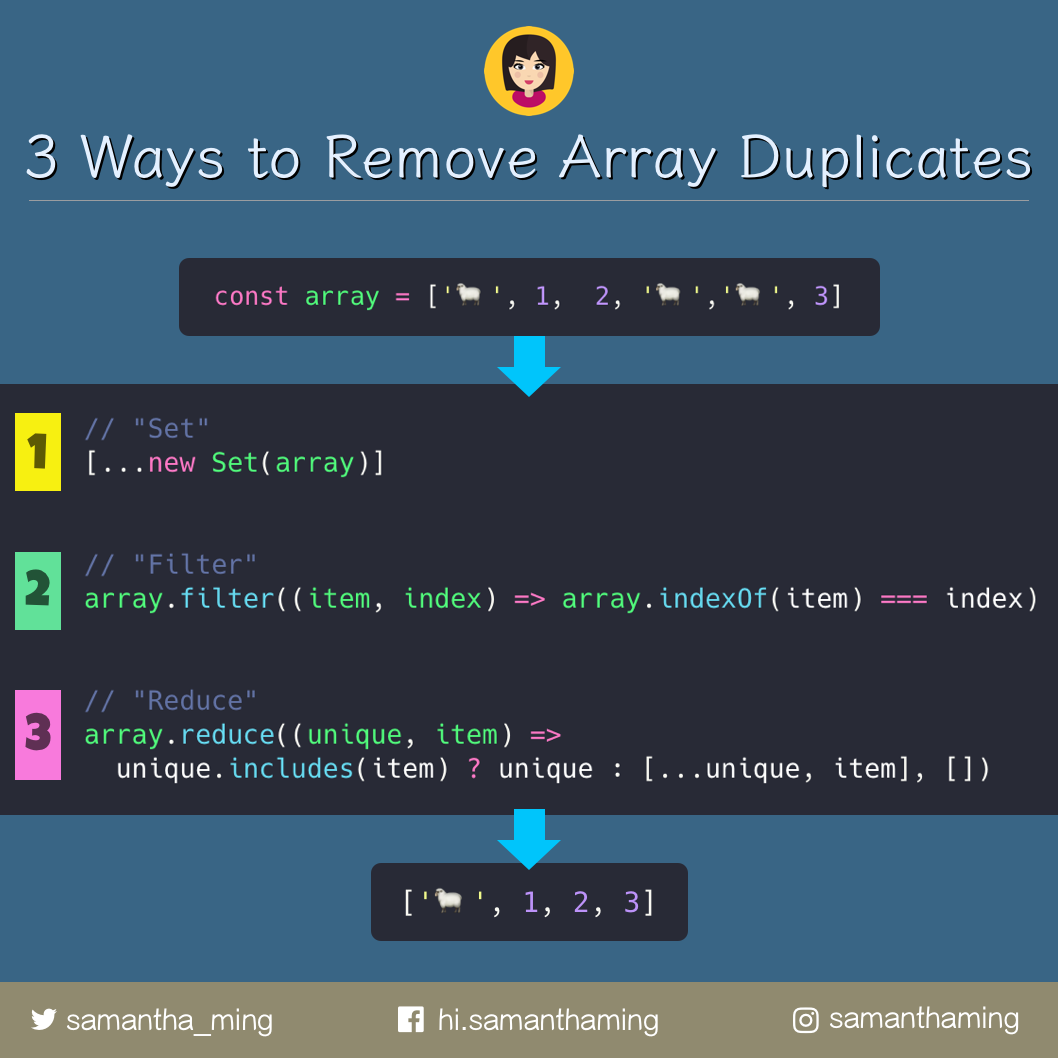 3 Ways to Remove Array Duplicates
const array = ['🐑 ', 1,  2, '🐑 ','🐑 ', 3]
1
// "Set"
[...new Set(array)]
2
// "Filter"
array.filter((item, index) => array.indexOf(item) === index)
3
// "Reduce"
array.reduce((unique, item) =>
  unique.includes(item) ? unique : [...unique, item], [])
['🐑 ', 1, 2, 3]
samantha_ming
hi.samanthaming
samanthaming